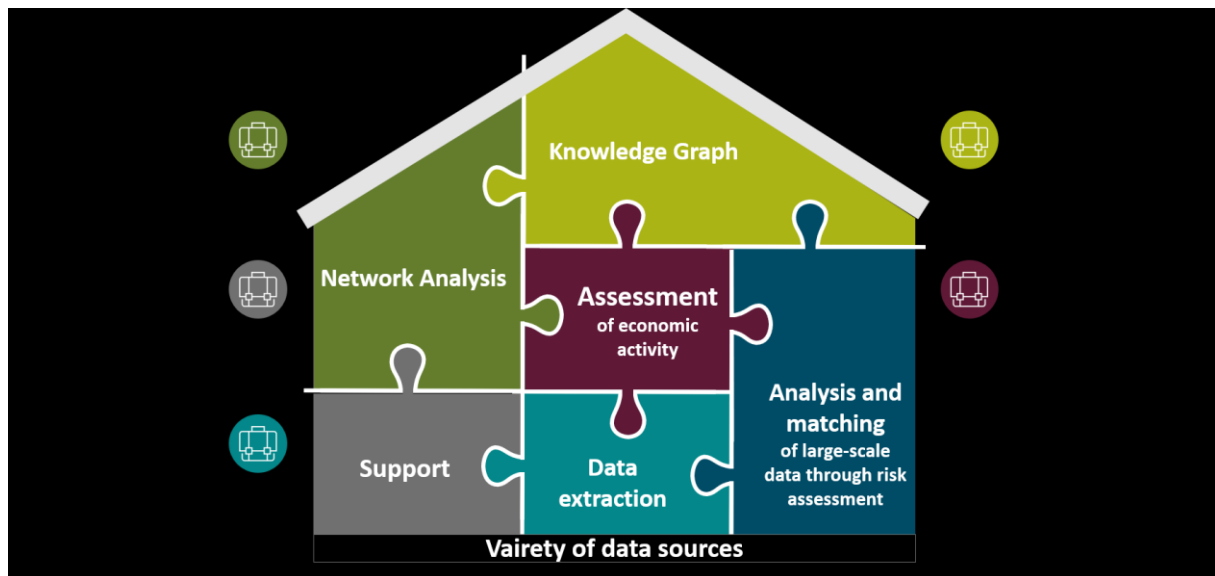 Knowledge Graph
Network Analysis
Assessment
of economic
activity
Analysis and
matching
of large-scale
data through risk
assessment
Support
Data
extraction
Vairety of data sources